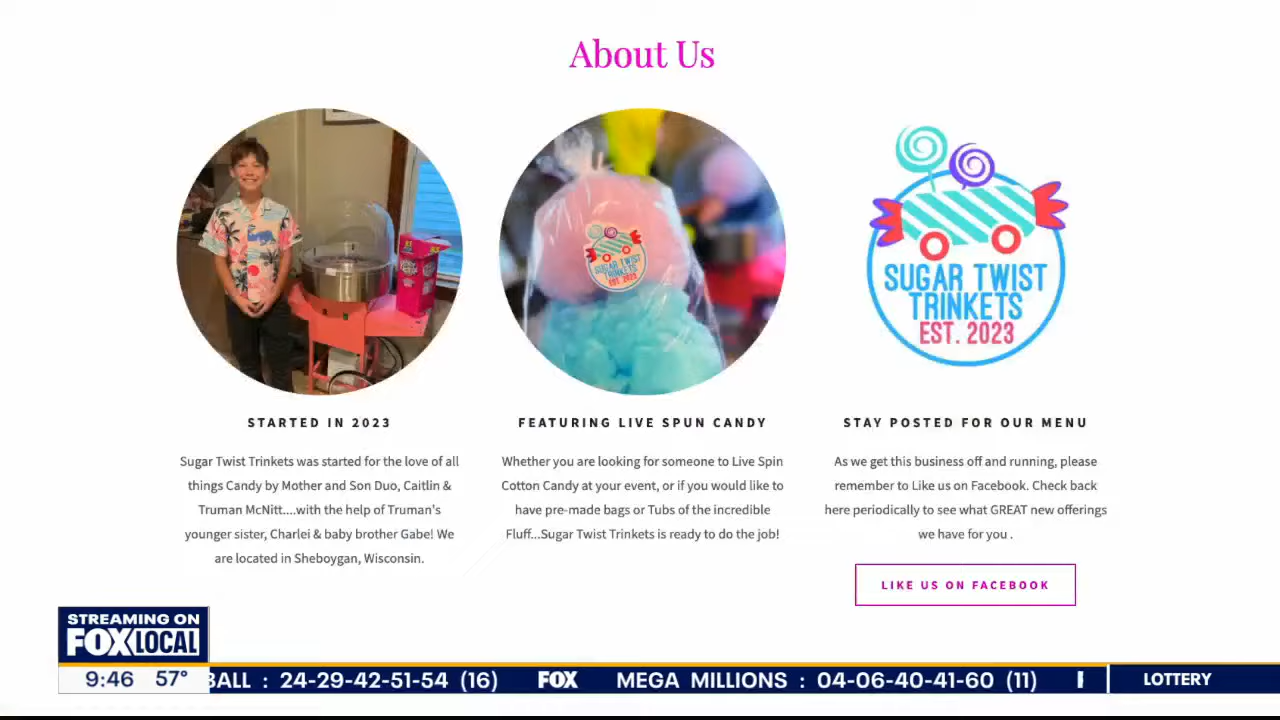 About Us
SUGAR TWIST
TRINKETS
EST. 2023
SUGAR TWIST
TRINKETS
EST. 2023
STARTED IN 2023
Sugar Twist Trinkets was started for the love of all
things Candy by Mother and Son Duo, Caitlin &
Truman McNitt....with the help of Truman's
younger sister, Charlei & baby brother Gabe! We
are located in Sheboygan, Wisconsin.
FEATURING LIVE SPUN CANDY
Whether you are looking for someone to Live Spin
Cotton Candy at your event, or if you would like to
have pre-made bags or Tubs of the incredible
Fluff...Sugar Twist Trinkets is ready to do the job!
STAY POSTED FOR OUR MENU
As we get this business off and running, please
remember to Like us on Facebook. Check back
here periodically to see what GREAT new offerings
we have for you .
LIKE US ON FACEBOOK
STREAMING ON
FOX LOCAL
9:46 57° BALL : 24-29-42-51-54 (16) FOX MEGA MILLIONS : 04-06-40-41-60 (11) LOTTERY